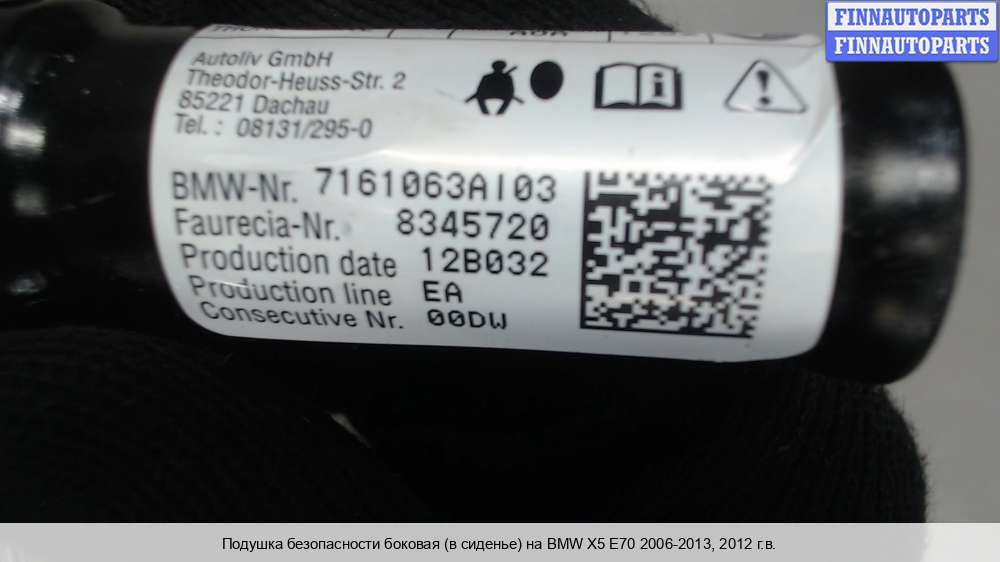 FINNAUTOPARTS
FINNAUTOPARTS
Autoliv GmbH
Theodor-Heuss-Str. 2
85221 Dachau
Tel. : 08131/295-0
BMW-Nr. 7161063AI03
Faurecia-Nr. 8345720
Production date 12B032
Production line EA
Consecutive Nr. 00DW
Подушка безопасности боковая (в сиденье) на BMW X5 E70 2006-2013, 2012 г.в.